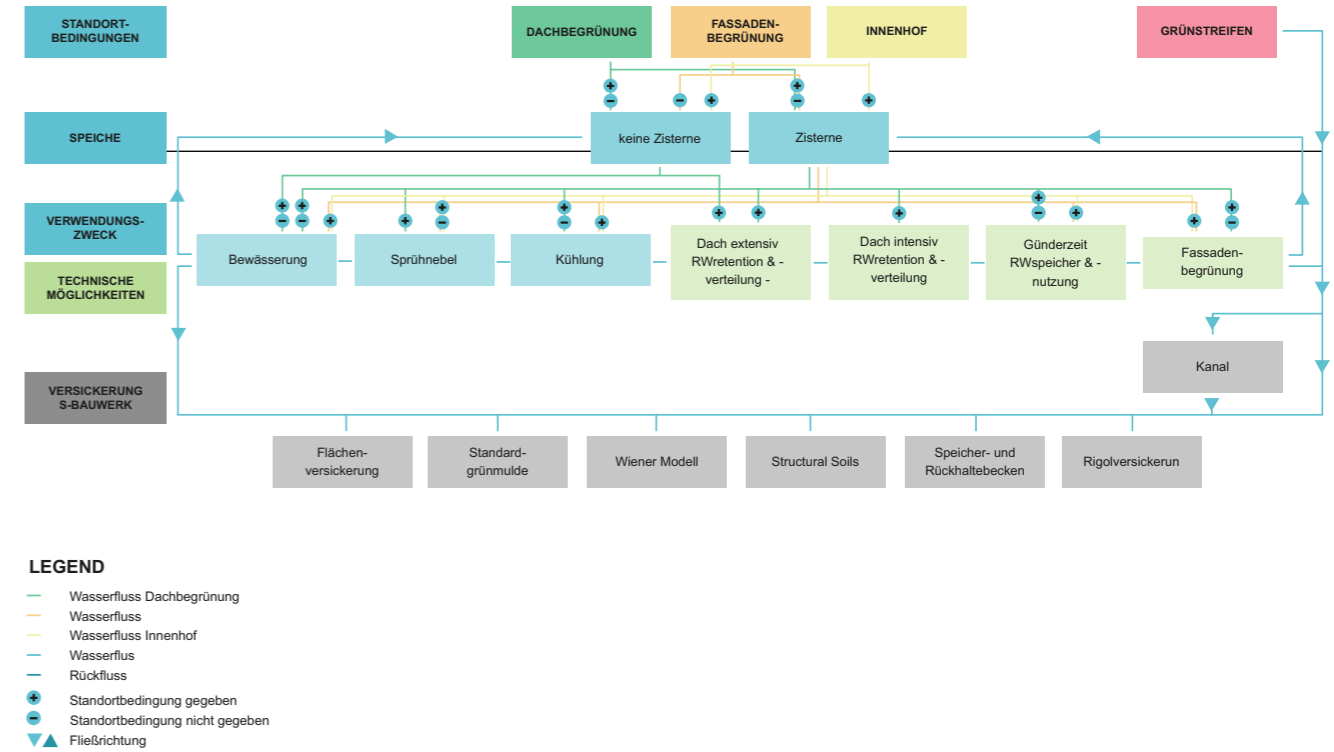 STANDORT-
BEDINGUNGEN
DACHBEGRÜNUNG
FASSADEN-
BEGRÜNUNG
INNENHOF
GRÜNSTREIFEN
SPEICHE
keine Zisterne
Zisterne
VERWENDUNGS-
ZWECK
TECHNISCHE
MÖGLICHKEITEN
Bewässerung
Sprühnebel
Kühlung
Dach extensiv
RWretention & -
verteilung -
Dach intensiv
RWretention & -
verteilung
Günderzeit
RWspeicher & -
nutzung
Fassaden-
begrünung
Kanal
VERSICKERUNG
S-BAUWERK
Flächen-
versickerung
Standard-
grünmulde
Wiener Modell
Structural Soils
Speicher- und
Rückhaltebecken
Rigolversickerun
LEGEND
Wasserfluss Dachbegrünung
Wasserfluss
Wasserfluss Innenhof
Wasserflus
Rückfluss
Standortbedingung gegeben
Standortbedingung nicht gegeben
Fließrichtung